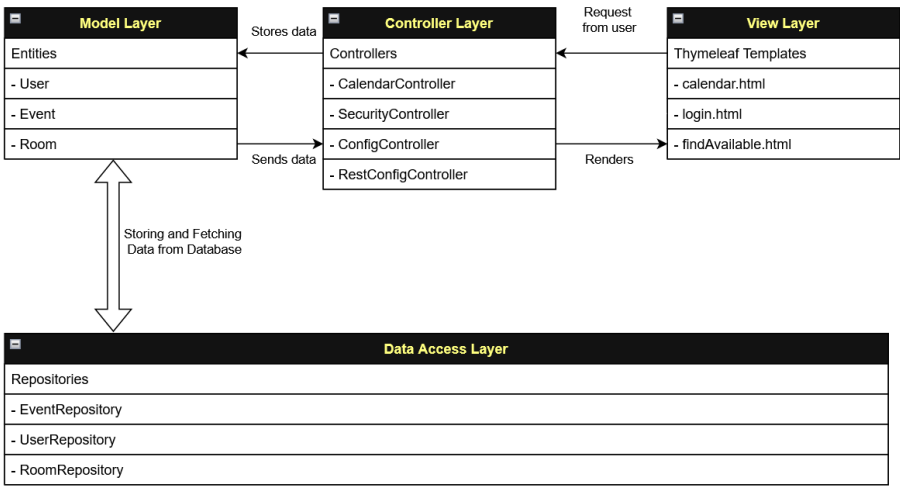 Model Layer
Entities
- User
- Event
- Room
Stores data
Sends data
Controller Layer
Controllers
- CalendarController
- SecurityController
- ConfigController
- RestConfigController
Request
from user
Renders
View Layer
Thymeleaf Templates
- calendar.html
- login.html
- findAvailable.html
Storing and Fetching
Data from Database
Data Access Layer
Repositories
- EventRepository
- UserRepository
- RoomRepository